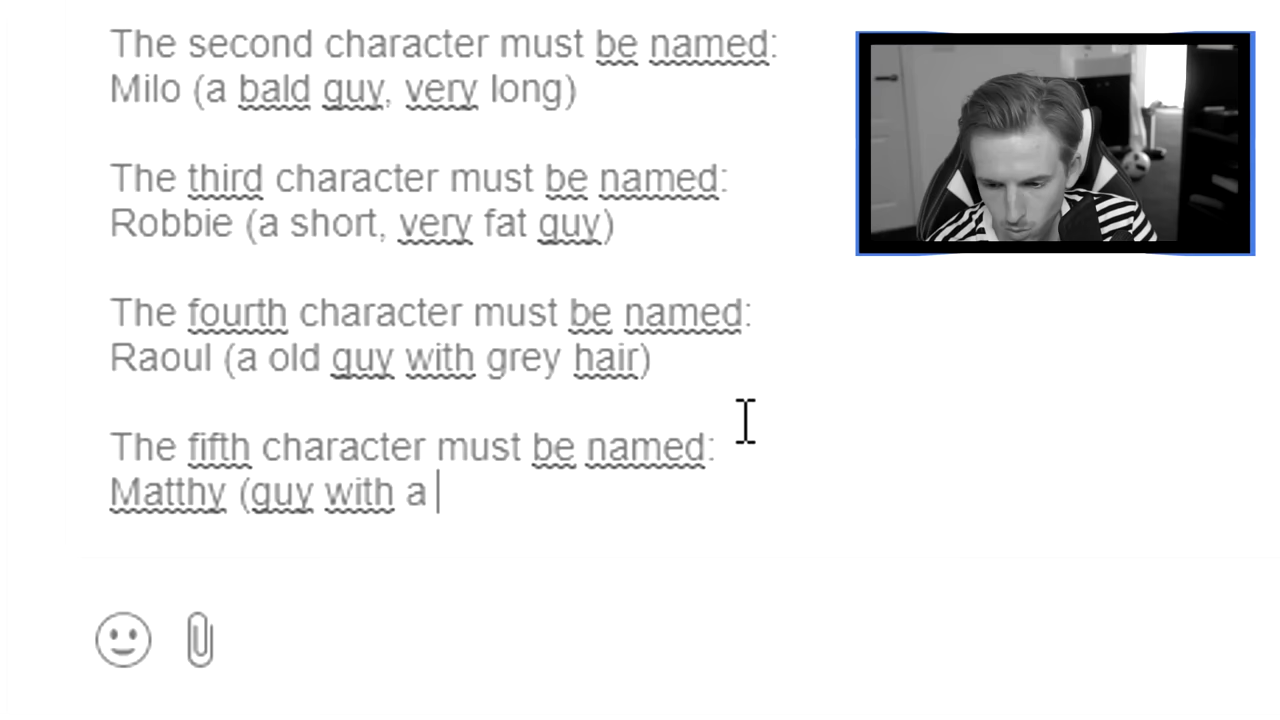 The second character must be named:
Milo (a bald guy, very long)
The third character must be named:
Robbie (a short, very fat guy)
The fourth character must be named:
Raoul (a old guy with grey hair)
The fifth character must be named:
Matthy (guy with a